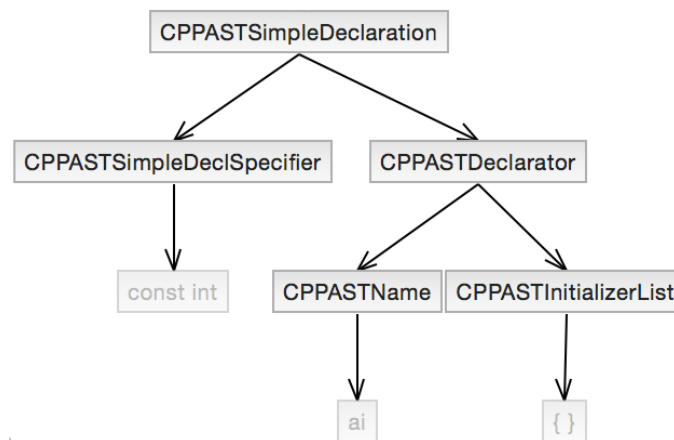 CPPASTSimpleDeclaration
CPPASTSimpleDeclSpecifier CPPASTDeclarator
const int CPPASTName CPPASTInitializerList
ai { }